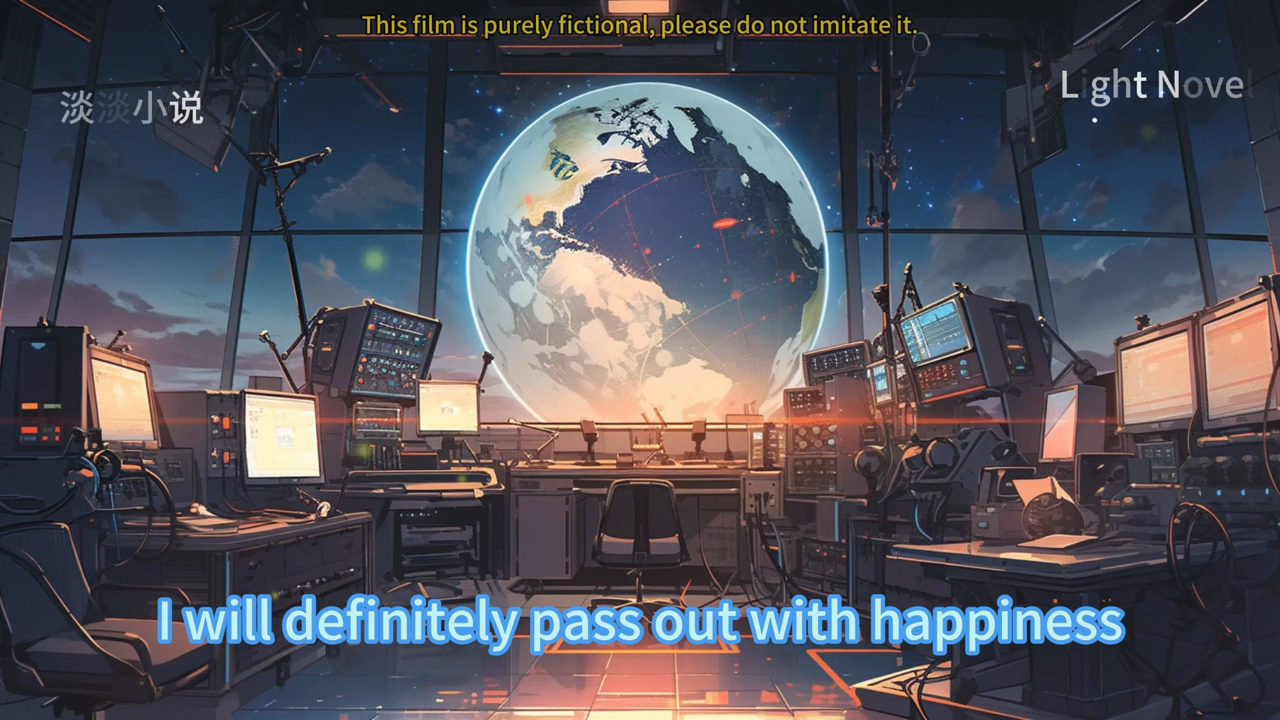 This film is purely fictional, please do not imitate it.
淡淡小说
Light Novel
I will definitely pass out with happiness